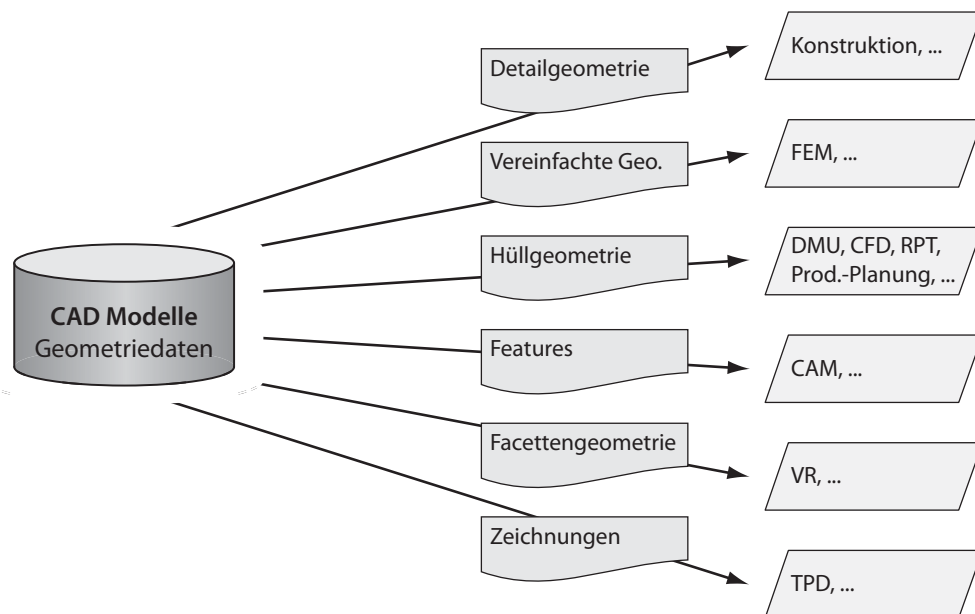 Detailgeometrie
Konstruktion, ...
Vereinfachte Geo.
FEM, ...
Hüllgeometrie
DMU, CFD, RPT,
Prod.-Planung, ...
CAD Modelle
Geometriedaten
Features
CAM, ...
Facettengeometrie
VR, ...
Zeichnungen
TPD, ...